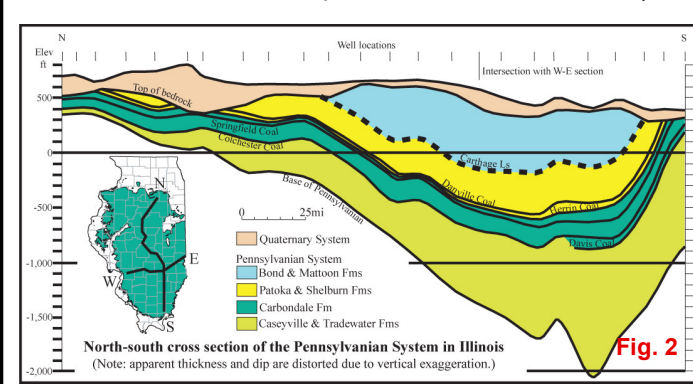 N
Well locations
S
Elev
ft
Intersection with W-E section
500
0
-500
-1,000
-1,500
-2,000
Top of bedrock
Springfield Coal
Colchester Coal
Base of Pennsylvanian
Carthage Ls
Danville Coal
Herrin Coal
Davis Coal
N
W
E
S
0 25mi
Quaternary System
Pennsylvanian System
Bond & Mattoon Fms
Patoka & Shelburn Fms
Carbondale Fm
Caseyville & Tradewater Fms
Fig. 2
North-south cross section of the Pennsylvanian System in Illinois
(Note: apparent thickness and dip are distorted due to vertical exaggeration.)